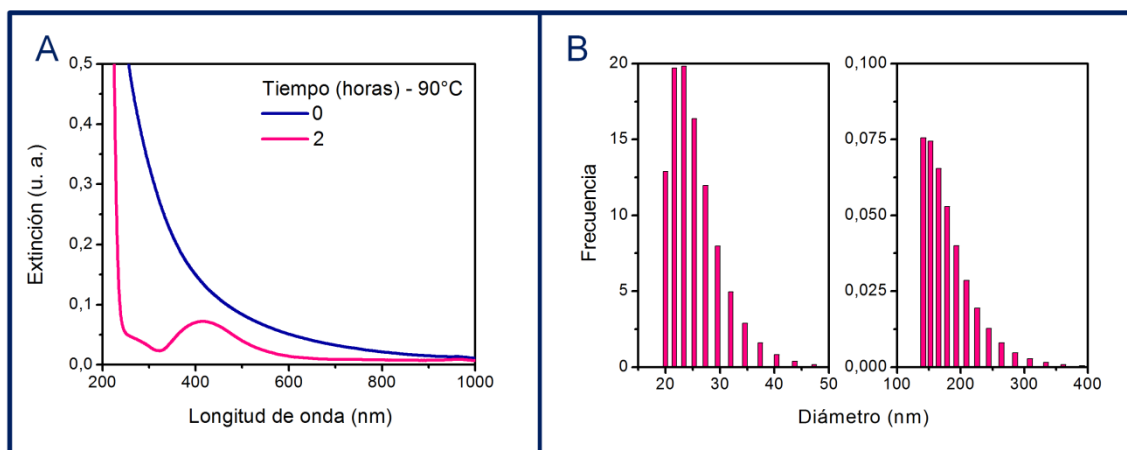 A
Extinción (u. a.)
0,5
0,4
0,3
0,2
0,1
0,0
Tiempo (horas) - 90°C
0
2
200 400 600 800 1000
Longitud de onda (nm)
B
Frecuencia
20
15
10
5
0
20 30 40 50
0,100
0,075
0,050
0,025
0,000
100 200 300 400
Diámetro (nm)